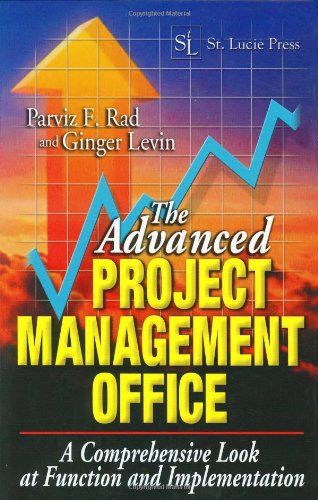 SLt St. Lucie Press
Parviz F. Rad
and Ginger Levin
The
Advanced
PROJECT
MANAGEMENT
OFFICE
A Comprehensive Look
at Function and Implementation